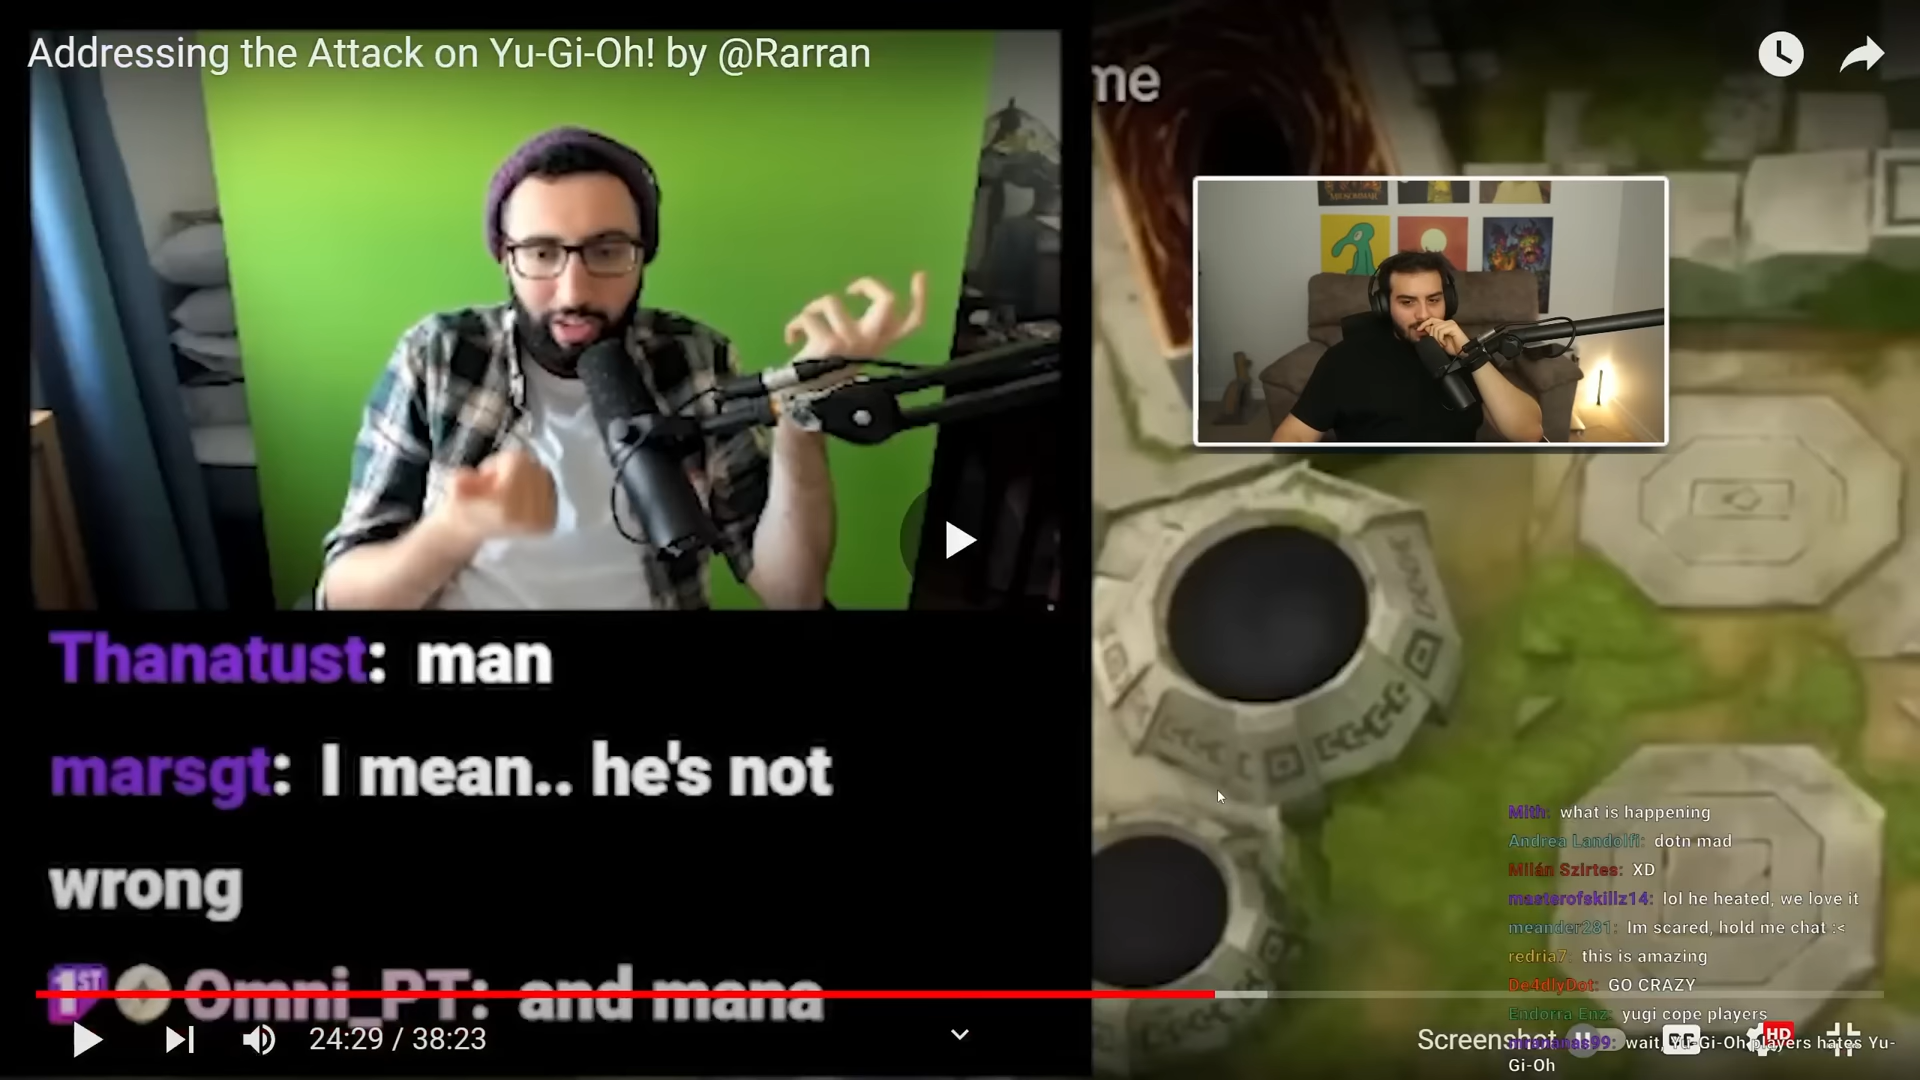 Addressing the Attack on Yu-Gi-Oh! by @Rarran
me
Thanatust: man
marsgt: I mean.. he's not
wrong
1ST Omni_PT: and mana
Mith: what is happening
Andrea Landolfi: dotn mad
Milán Szirtes: XD
masterofskillz14: lol he heated, we love it
meander281: Im scared, hold me chat :<
redria7: this is amazing
De4dlyDot: GO CRAZY
Endorra Enz: yugi cope players
wait, Yu-Gi-Oh players hates Yu-
Gi-Oh
24:29 / 38:23
Screenshot
CC
HD